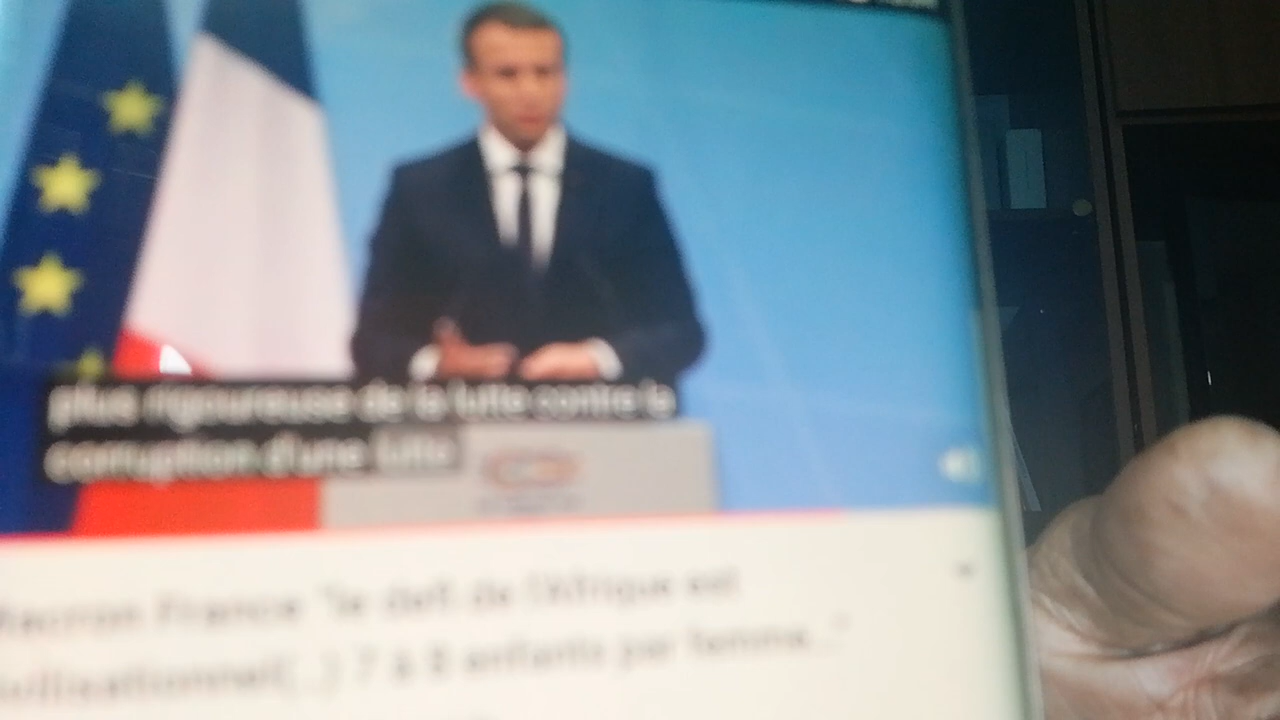 plus rigoureuse de la lutte contre la
corruption d'une lutte
Macron France "le defi de l'Afrique est
civilisationnel(...) 7 à 8 enfants par femme..."